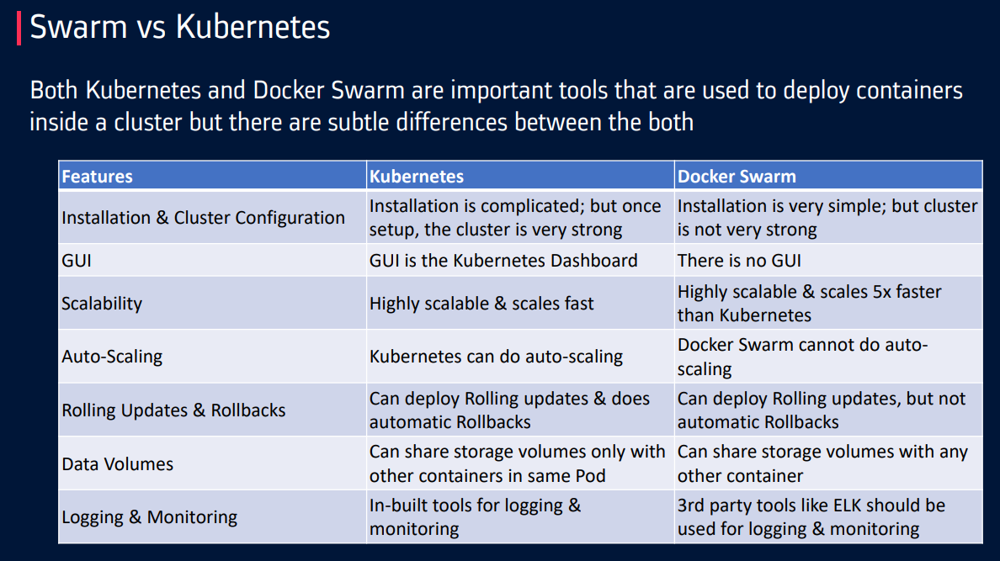 Swarm vs Kubernetes
Both Kubernetes and Docker Swarm are important tools that are used to deploy containers
inside a cluster but there are subtle differences between the both
Features
Kubernetes
Docker Swarm
Installation & Cluster Configuration
Installation is complicated; but once
setup, the cluster is very strong
Installation is very simple; but cluster
is not very strong
GUI
GUI is the Kubernetes Dashboard
There is no GUI
Scalability
Highly scalable & scales fast
Highly scalable & scales 5x faster
than Kubernetes
Auto-Scaling
Kubernetes can do auto-scaling
Docker Swarm cannot do auto-
scaling
Rolling Updates & Rollbacks
Can deploy Rolling updates & does
automatic Rollbacks
Can deploy Rolling updates, but not
automatic Rollbacks
Data Volumes
Can share storage volumes only with
other containers in same Pod
Can share storage volumes with any
other container
Logging & Monitoring
In-built tools for logging &
monitoring
3rd party tools like ELK should be
used for logging & monitoring